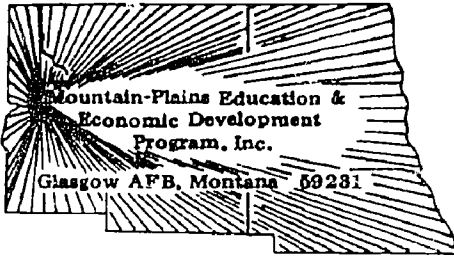 Mountain-Plains Education &
Economic Development
Program, Inc.
Glasgow AFB, Montana 59231